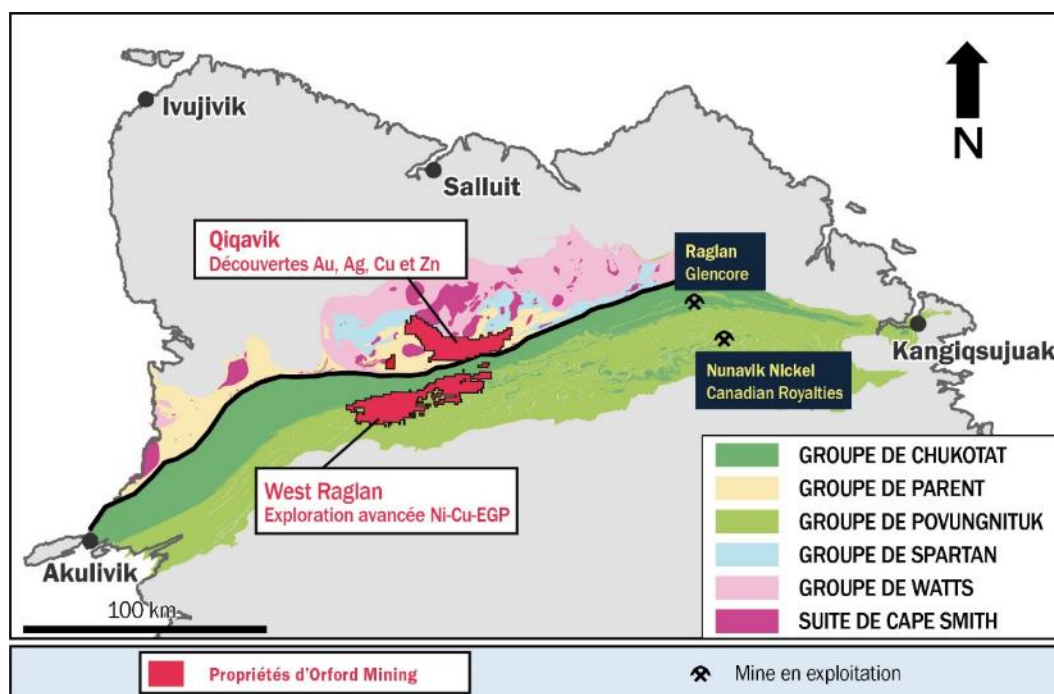 Ivujivik
N
Salluit
Qiqavik
Découvertes Au, Ag, Cu et Zn
Raglan
Glencore
Kangiqsujuak
Nunavik NIckel
Canadian Royalties
West Raglan
Exploration avancée Ni-Cu-EGP
Akulivik
100 km
GROUPE DE CHUKOTAT
GROUPE DE PARENT
GROUPE DE POVUNGNITUK
GROUPE DE SPARTAN
GROUPE DE WATTS
SUITE DE CAPE SMITH
Propriétés d'Orford Mining
Mine en exploitation